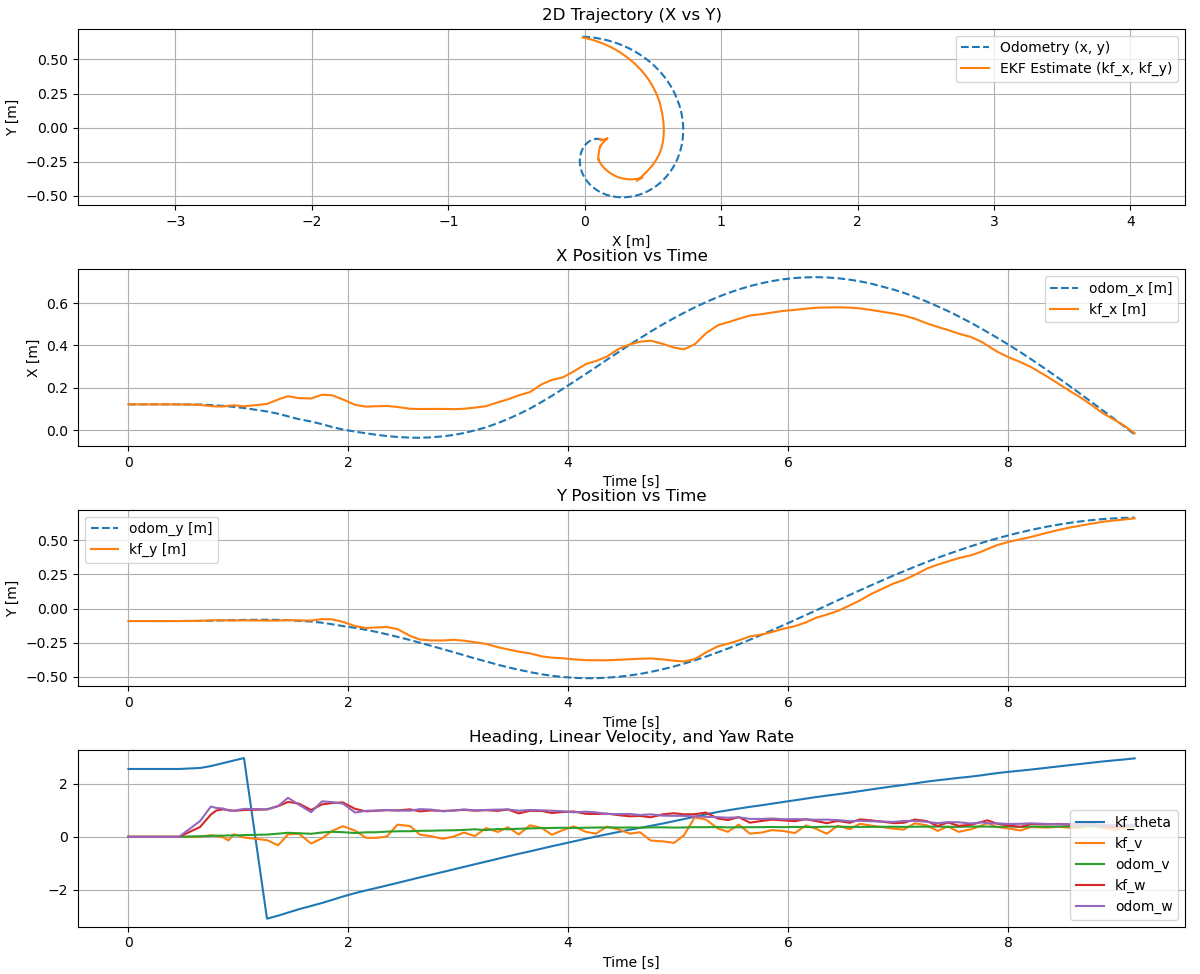 2D Trajectory (X vs Y)
Y [m]
0.50
0.25
0.00
−0.25
−0.50
Odometry (x, y)
EKF Estimate (kf_x, kf_y)
−3
−2
−1
0
1
2
3
4
X [m]
X Position vs Time
X [m]
0.6
0.4
0.2
0.0
odom_x [m]
kf_x [m]
0
2
4
6
8
Time [s]
Y Position vs Time
Y [m]
0.50
0.25
0.00
−0.25
−0.50
odom_y [m]
kf_y [m]
0
2
4
6
8
Time [s]
Heading, Linear Velocity, and Yaw Rate
2
0
−2
kf_theta
kf_v
odom_v
kf_w
odom_w
0
2
4
6
8
Time [s]